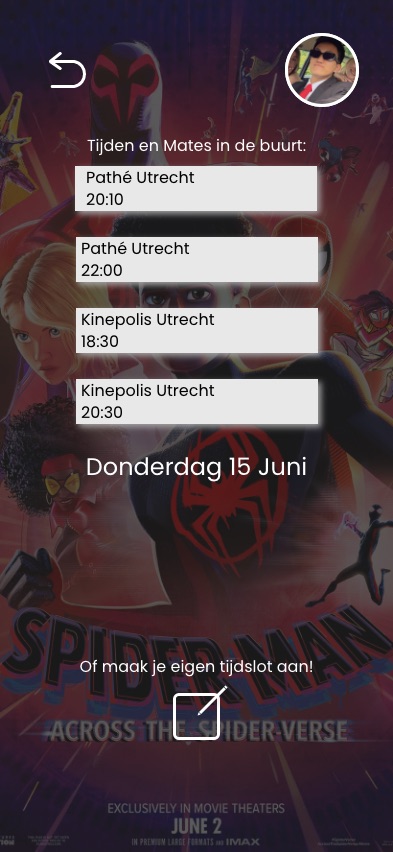 Tijden en Mates in de buurt:
Pathé Utrecht
20:10
Pathé Utrecht
22:00
Kinepolis Utrecht
18:30
Kinepolis Utrecht
20:30
Donderdag 15 Juni
SPIDER-MAN
Of maak je eigen tijdslot aan!
ACROSS THE SPIDER-VERSE
EXCLUSIVELY IN MOVIE THEATERS
JUNE 2
IN PREMIUM LARGE FORMATS AND IMAX